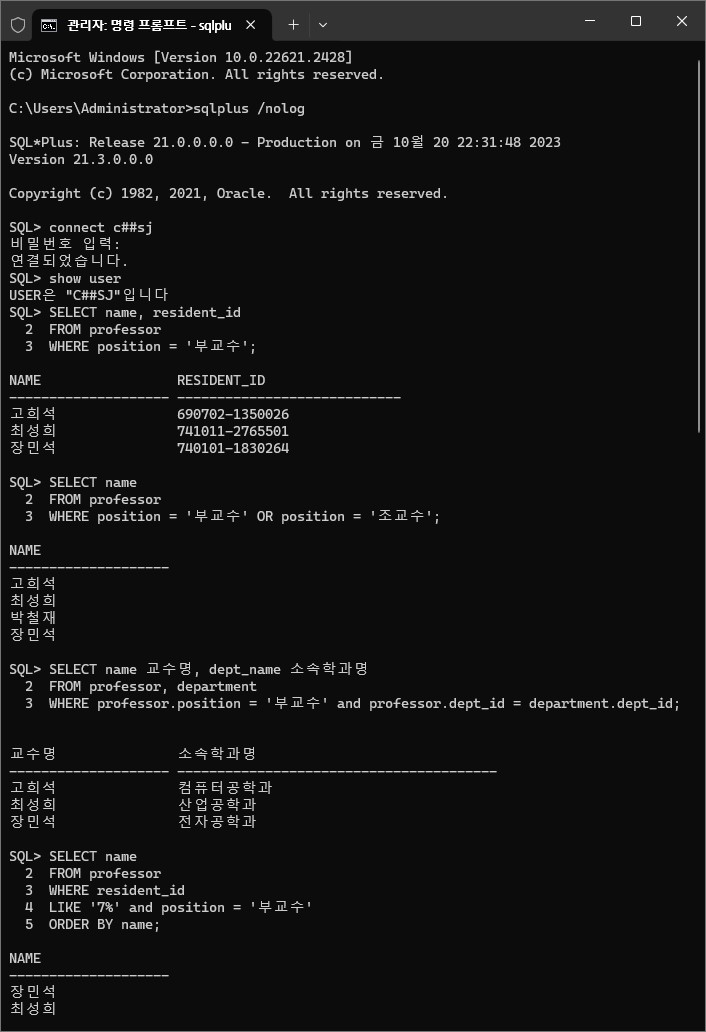 관리자: 명령 프롬프트 - sqlplu
Microsoft Windows [Version 10.0.22621.2428]
(c) Microsoft Corporation. All rights reserved.
C:\Users\Administrator>sqlplus /nolog
SQL*Plus: Release 21.0.0.0.0 - Production on 금 10월 20 22:31:48 2023
Version 21.3.0.0.0
Copyright (c) 1982, 2021, Oracle.  All rights reserved.
SQL> connect c##sj
비밀번호 입력:
연결되었습니다.
SQL> show user
USER은 "C##SJ"입니다
SQL> SELECT name, resident_id
  2  FROM professor
  3  WHERE position = '부교수';
NAME                 RESIDENT_ID
-------------------- ----------------------------
고희석               690702-1350026
최성희               741011-2765501
장민석               740101-1830264
SQL> SELECT name
  2  FROM professor
  3  WHERE position = '부교수' OR position = '조교수';
NAME
--------------------
고희석
최성희
박철재
장민석
SQL> SELECT name 교수명, dept_name 소속학과명
  2  FROM professor, department
  3  WHERE professor.position = '부교수' and professor.dept_id = department.dept_id;
교수명               소속학과명
-------------------- ----------------------------------------
고희석               컴퓨터공학과
최성희               산업공학과
장민석               전자공학과
SQL> SELECT name
  2  FROM professor
  3  WHERE resident_id
  4  LIKE '7%' and position = '부교수'
  5  ORDER BY name;
NAME
--------------------
장민석
최성희